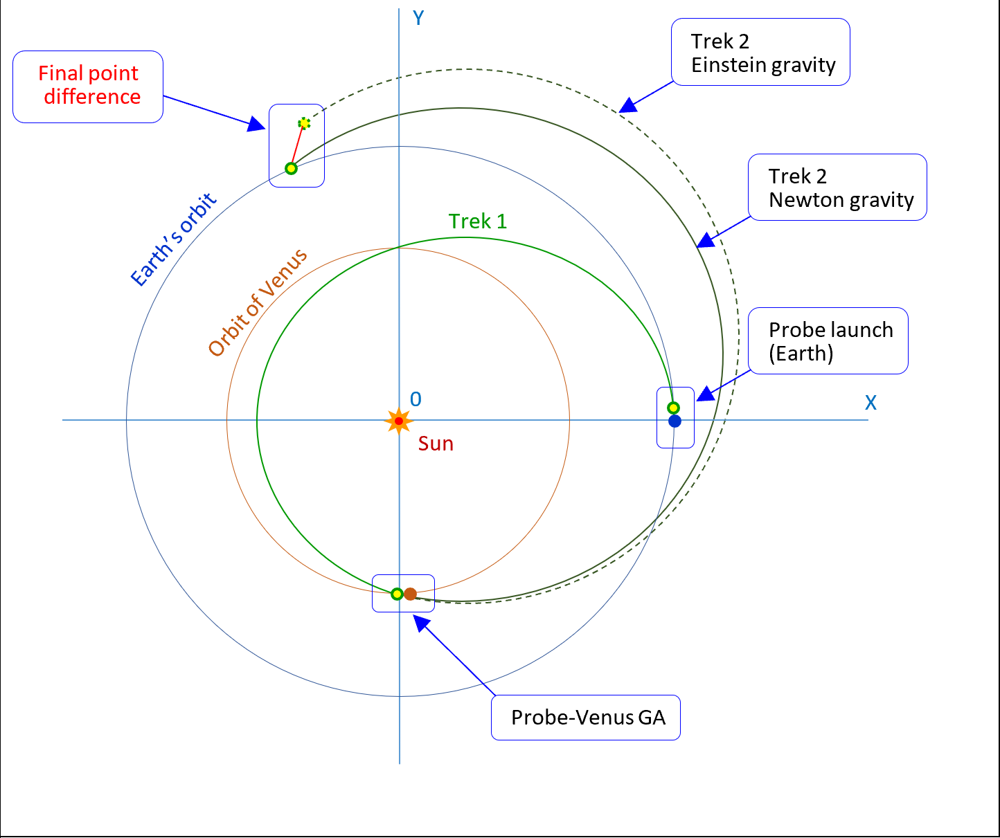 Y
Trek 2
Einstein gravity
Final point
difference
Trek 2
Newton gravity
Earth’s orbit
Trek 1
Orbit of Venus
Probe launch
(Earth)
0
X
Sun
Probe-Venus GA